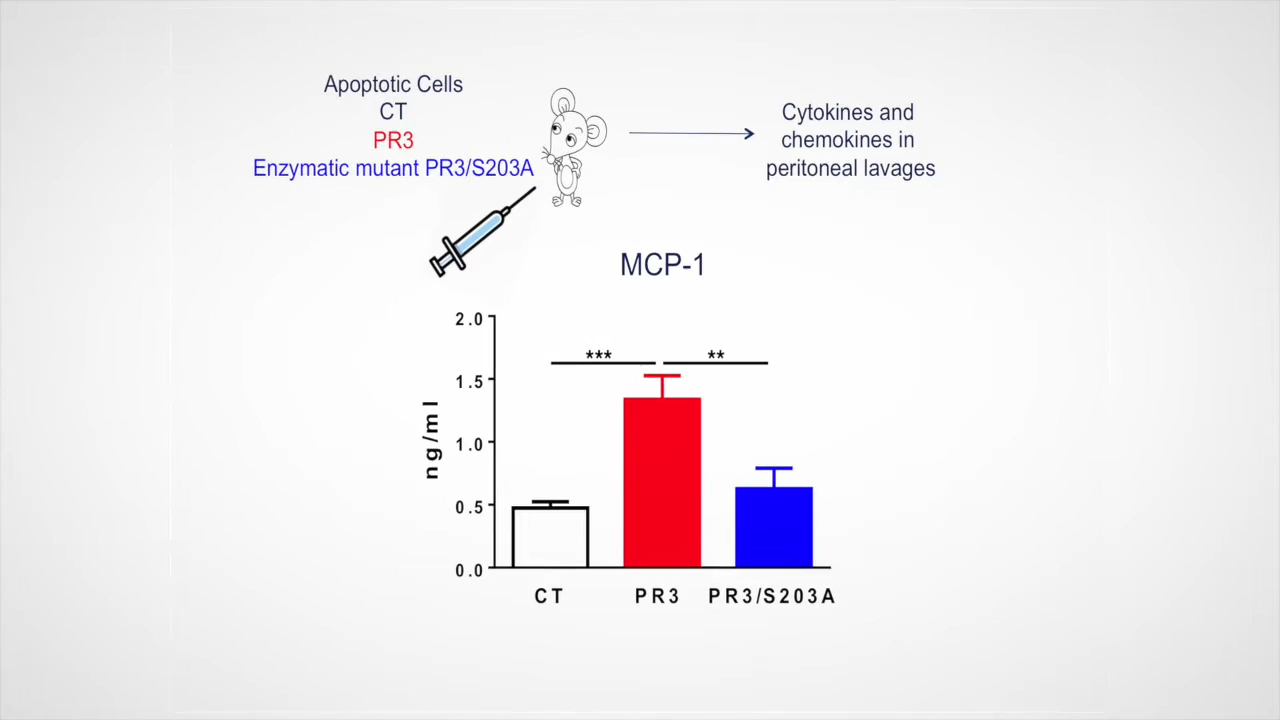 Apoptotic Cells
CT
PR3
Enzymatic mutant PR3/S203A
Cytokines and
chemokines in
peritoneal lavages
MCP-1
2.0
1.5
1.0
0.5
0.0
ng/ml
***
**
CT
PR3
PR3/S203A